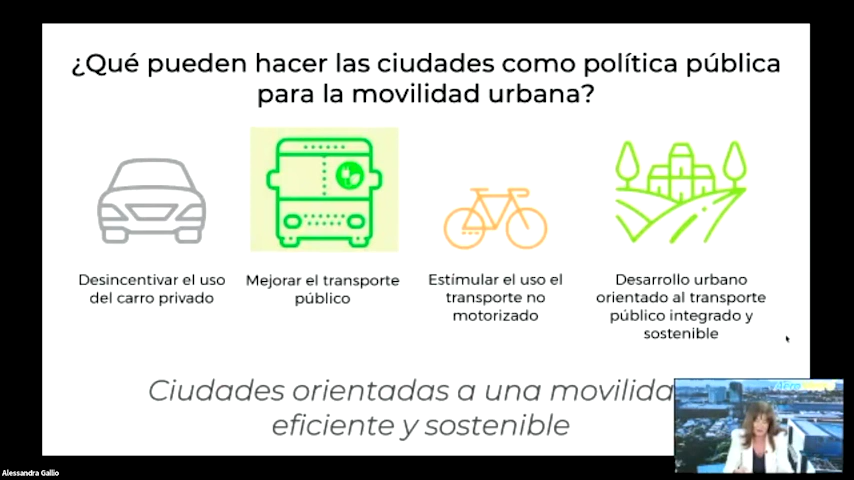 ¿Qué pueden hacer las ciudades como política pública
para la movilidad urbana?
Desincentivar el uso
del carro privado
Mejorar el transporte
público
Estímular el uso el
transporte no
motorizado
Desarrollo urbano
orientado al transporte
público integrado y
sostenible
Ciudades orientadas a una movilida
eficiente y sostenible
Alessandra Gallo